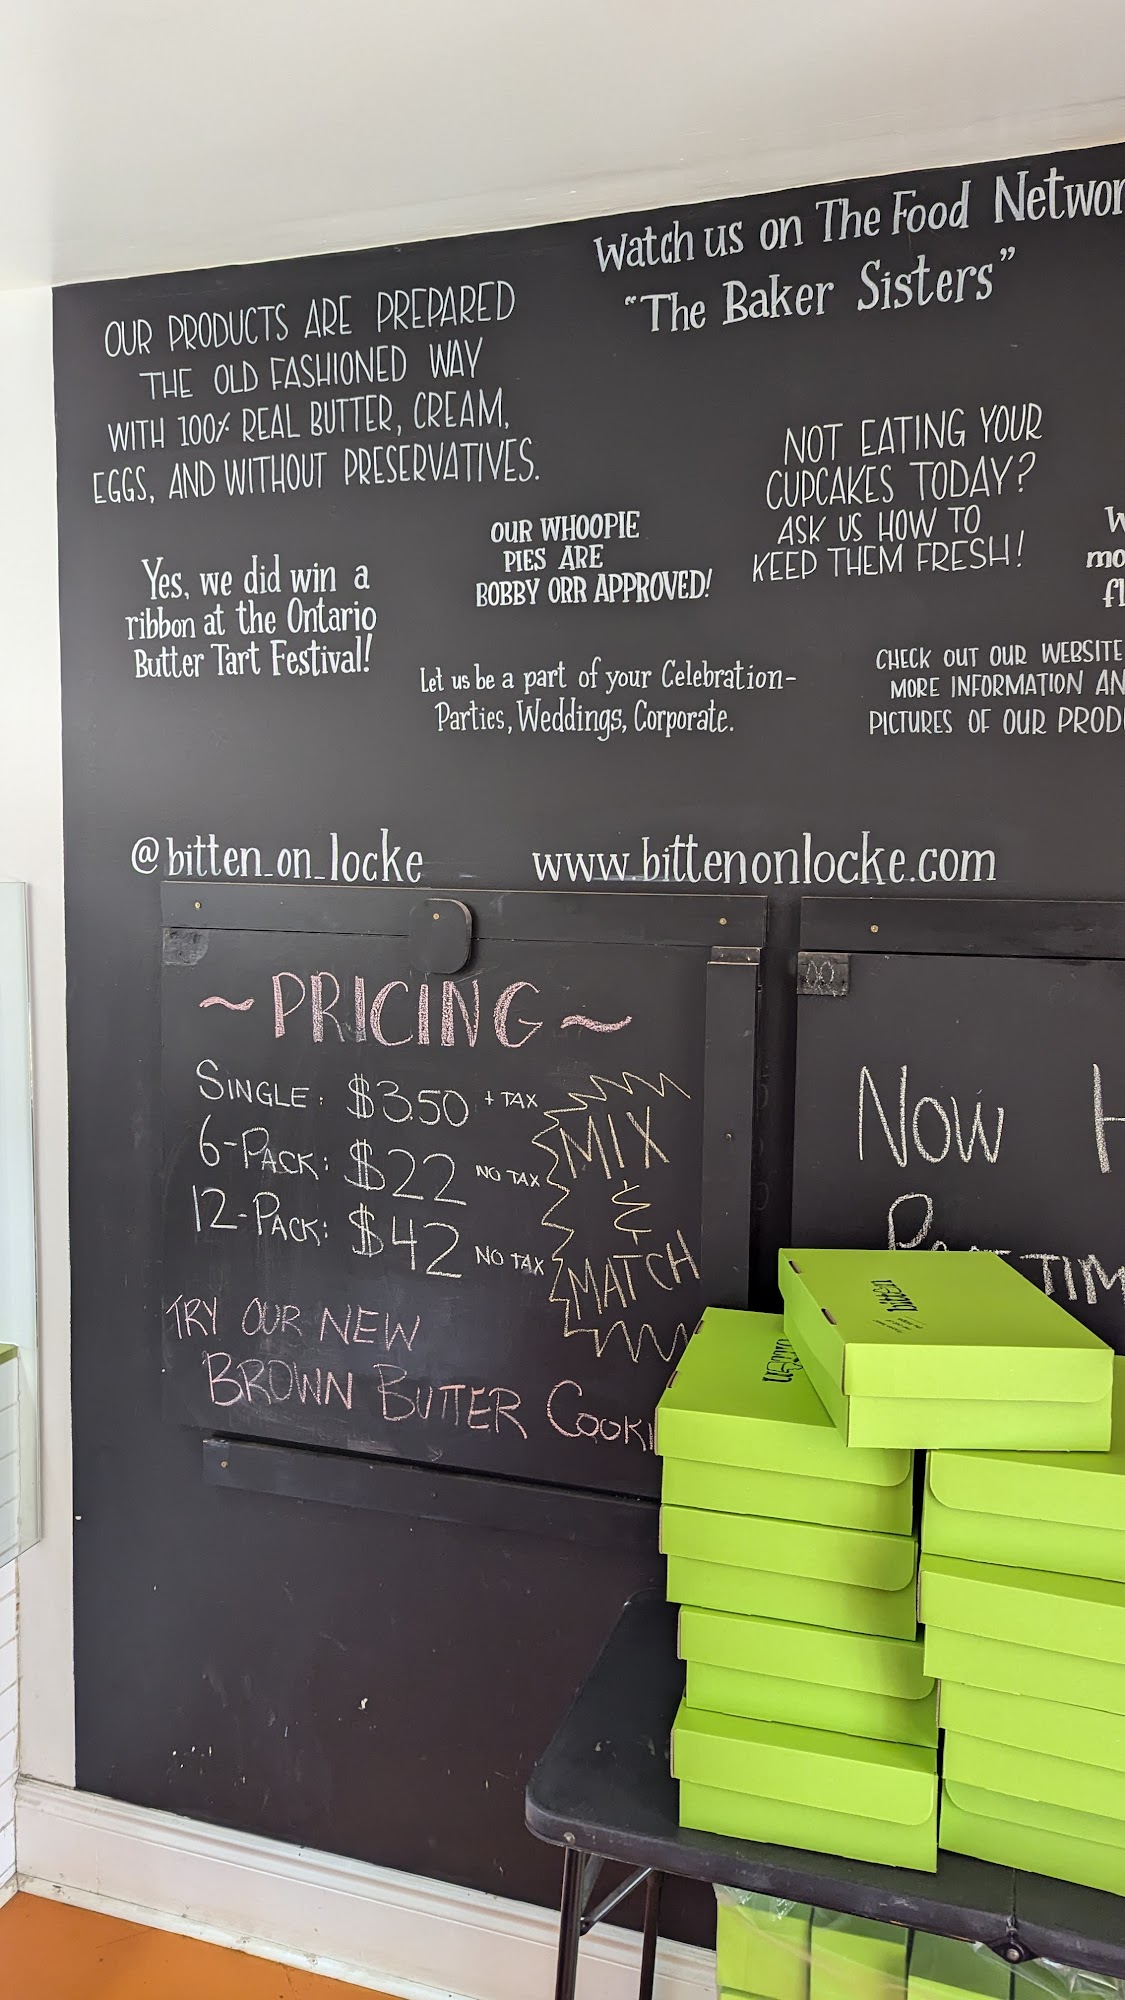 Watch us on The Food
"The Baker Sisters"
OUR PRODUCTS ARE PREPARED
THE OLD FASHIONED WAY
WITH 100% REAL BUTTER, CREAM,
EGGS, AND WITHOUT PRESERVATIVES.
NOT EATING YOUR
CUPCAKES TODAY?
ASK US HOW TO
KEEP THEM FRESH!
OUR WHOOPIE
PIES ARE
BOBBY ORR APPROVED!
Yes, we did win a
ribbon at the Ontario
Butter Tart Festival!
Let us be a part of your Celebration-
Parties, Weddings, Corporate.
CHECK OUT OUR WEBSITE
MORE INFORMATION
PICTURES OF OUR
@bitten_on_locke
www.bittenonlocke.com
~PRICING~
SINGLE: $3.50 + TAX
6-PACK: $22 NO TAX
12-PACK: $42 NO TAX
MIX
&
MATCH
TRY OUR NEW
BROWN BUTTER
NOW
bitten
bitten